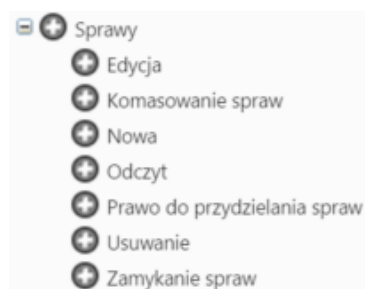 Sprawy
Edycja
Komasowanie spraw
Nowa
Odczyt
Prawo do przydzielania spraw
Usuwanie
Zamykanie spraw